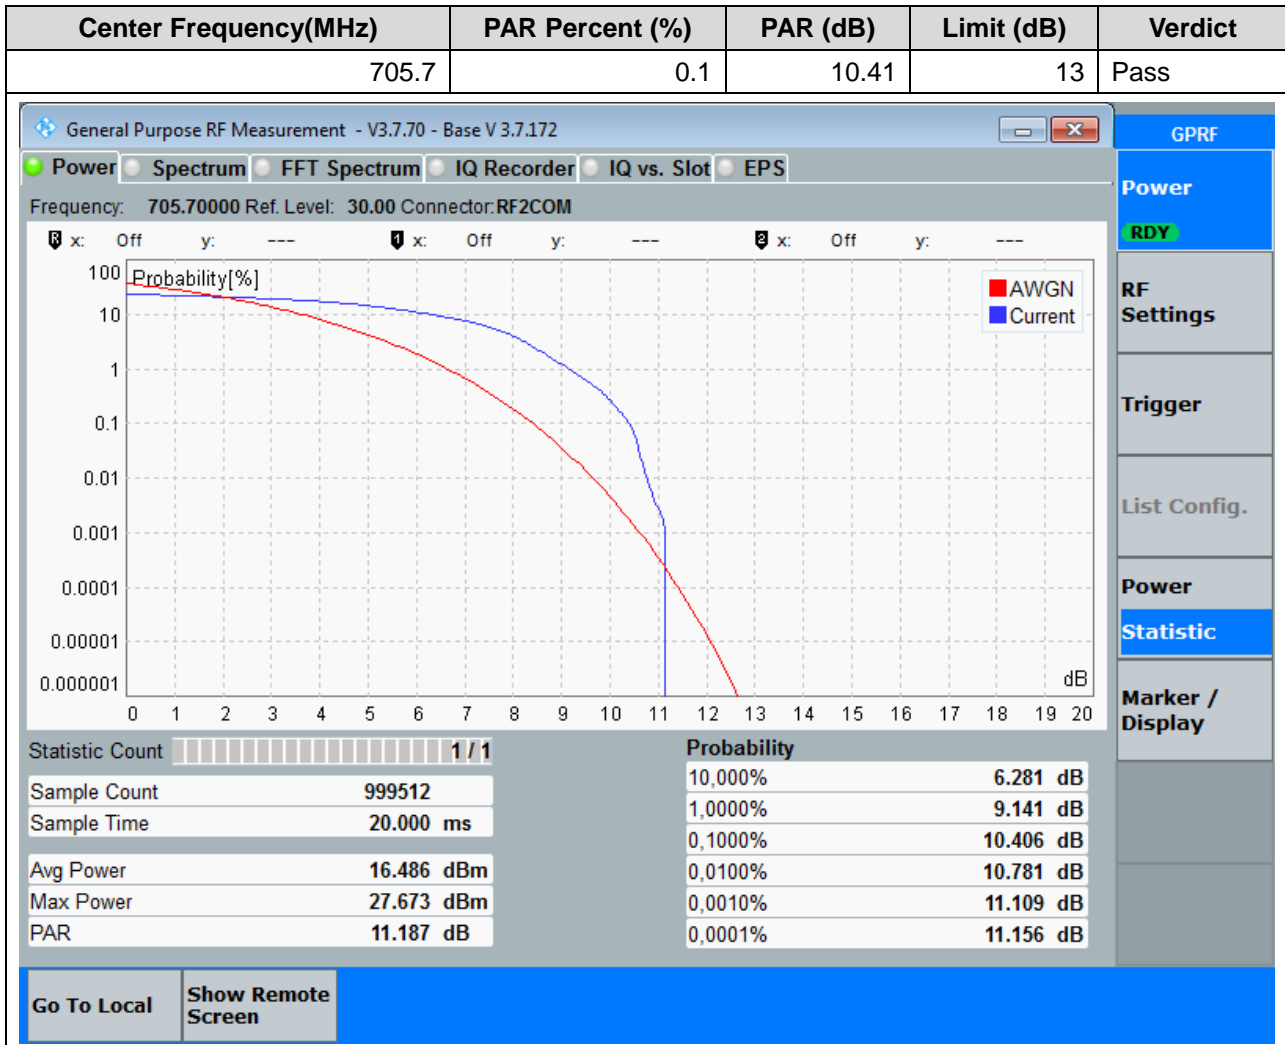 Center Frequency(MHz) PAR Percent (%) PAR (dB) Limit (dB) Verdict
705.7 0.1 10.41 13 Pass
General Purpose RF Measurement - V3.7.70 - Base V 3.7.172
GPRF
Power Spectrum FFT Spectrum IQ Recorder IQ vs. Slot EPS
Frequency: 705.70000 Ref. Level: 30.00 Connector:RF2COM
R x: Off y: --- 1 x: Off y: --- 2 x: Off y: ---
Probability[%]
AWGN
Current
100
10
1
0.1
0.01
0.001
0.0001
0.00001
0.000001
dB
0 1 2 3 4 5 6 7 8 9 10 11 12 13 14 15 16 17 18 19 20
Statistic Count 1 / 1
Sample Count 999512
Sample Time 20.000 ms
Avg Power 16.486 dBm
Max Power 27.673 dBm
PAR 11.187 dB
Probability
10,000% 6.281 dB
1,0000% 9.141 dB
0,1000% 10.406 dB
0,0100% 10.781 dB
0,0010% 11.109 dB
0,0001% 11.156 dB
Power
RDY
RF
Settings
Trigger
List Config.
Power
Statistic
Marker /
Display
Go To Local
Show Remote
Screen